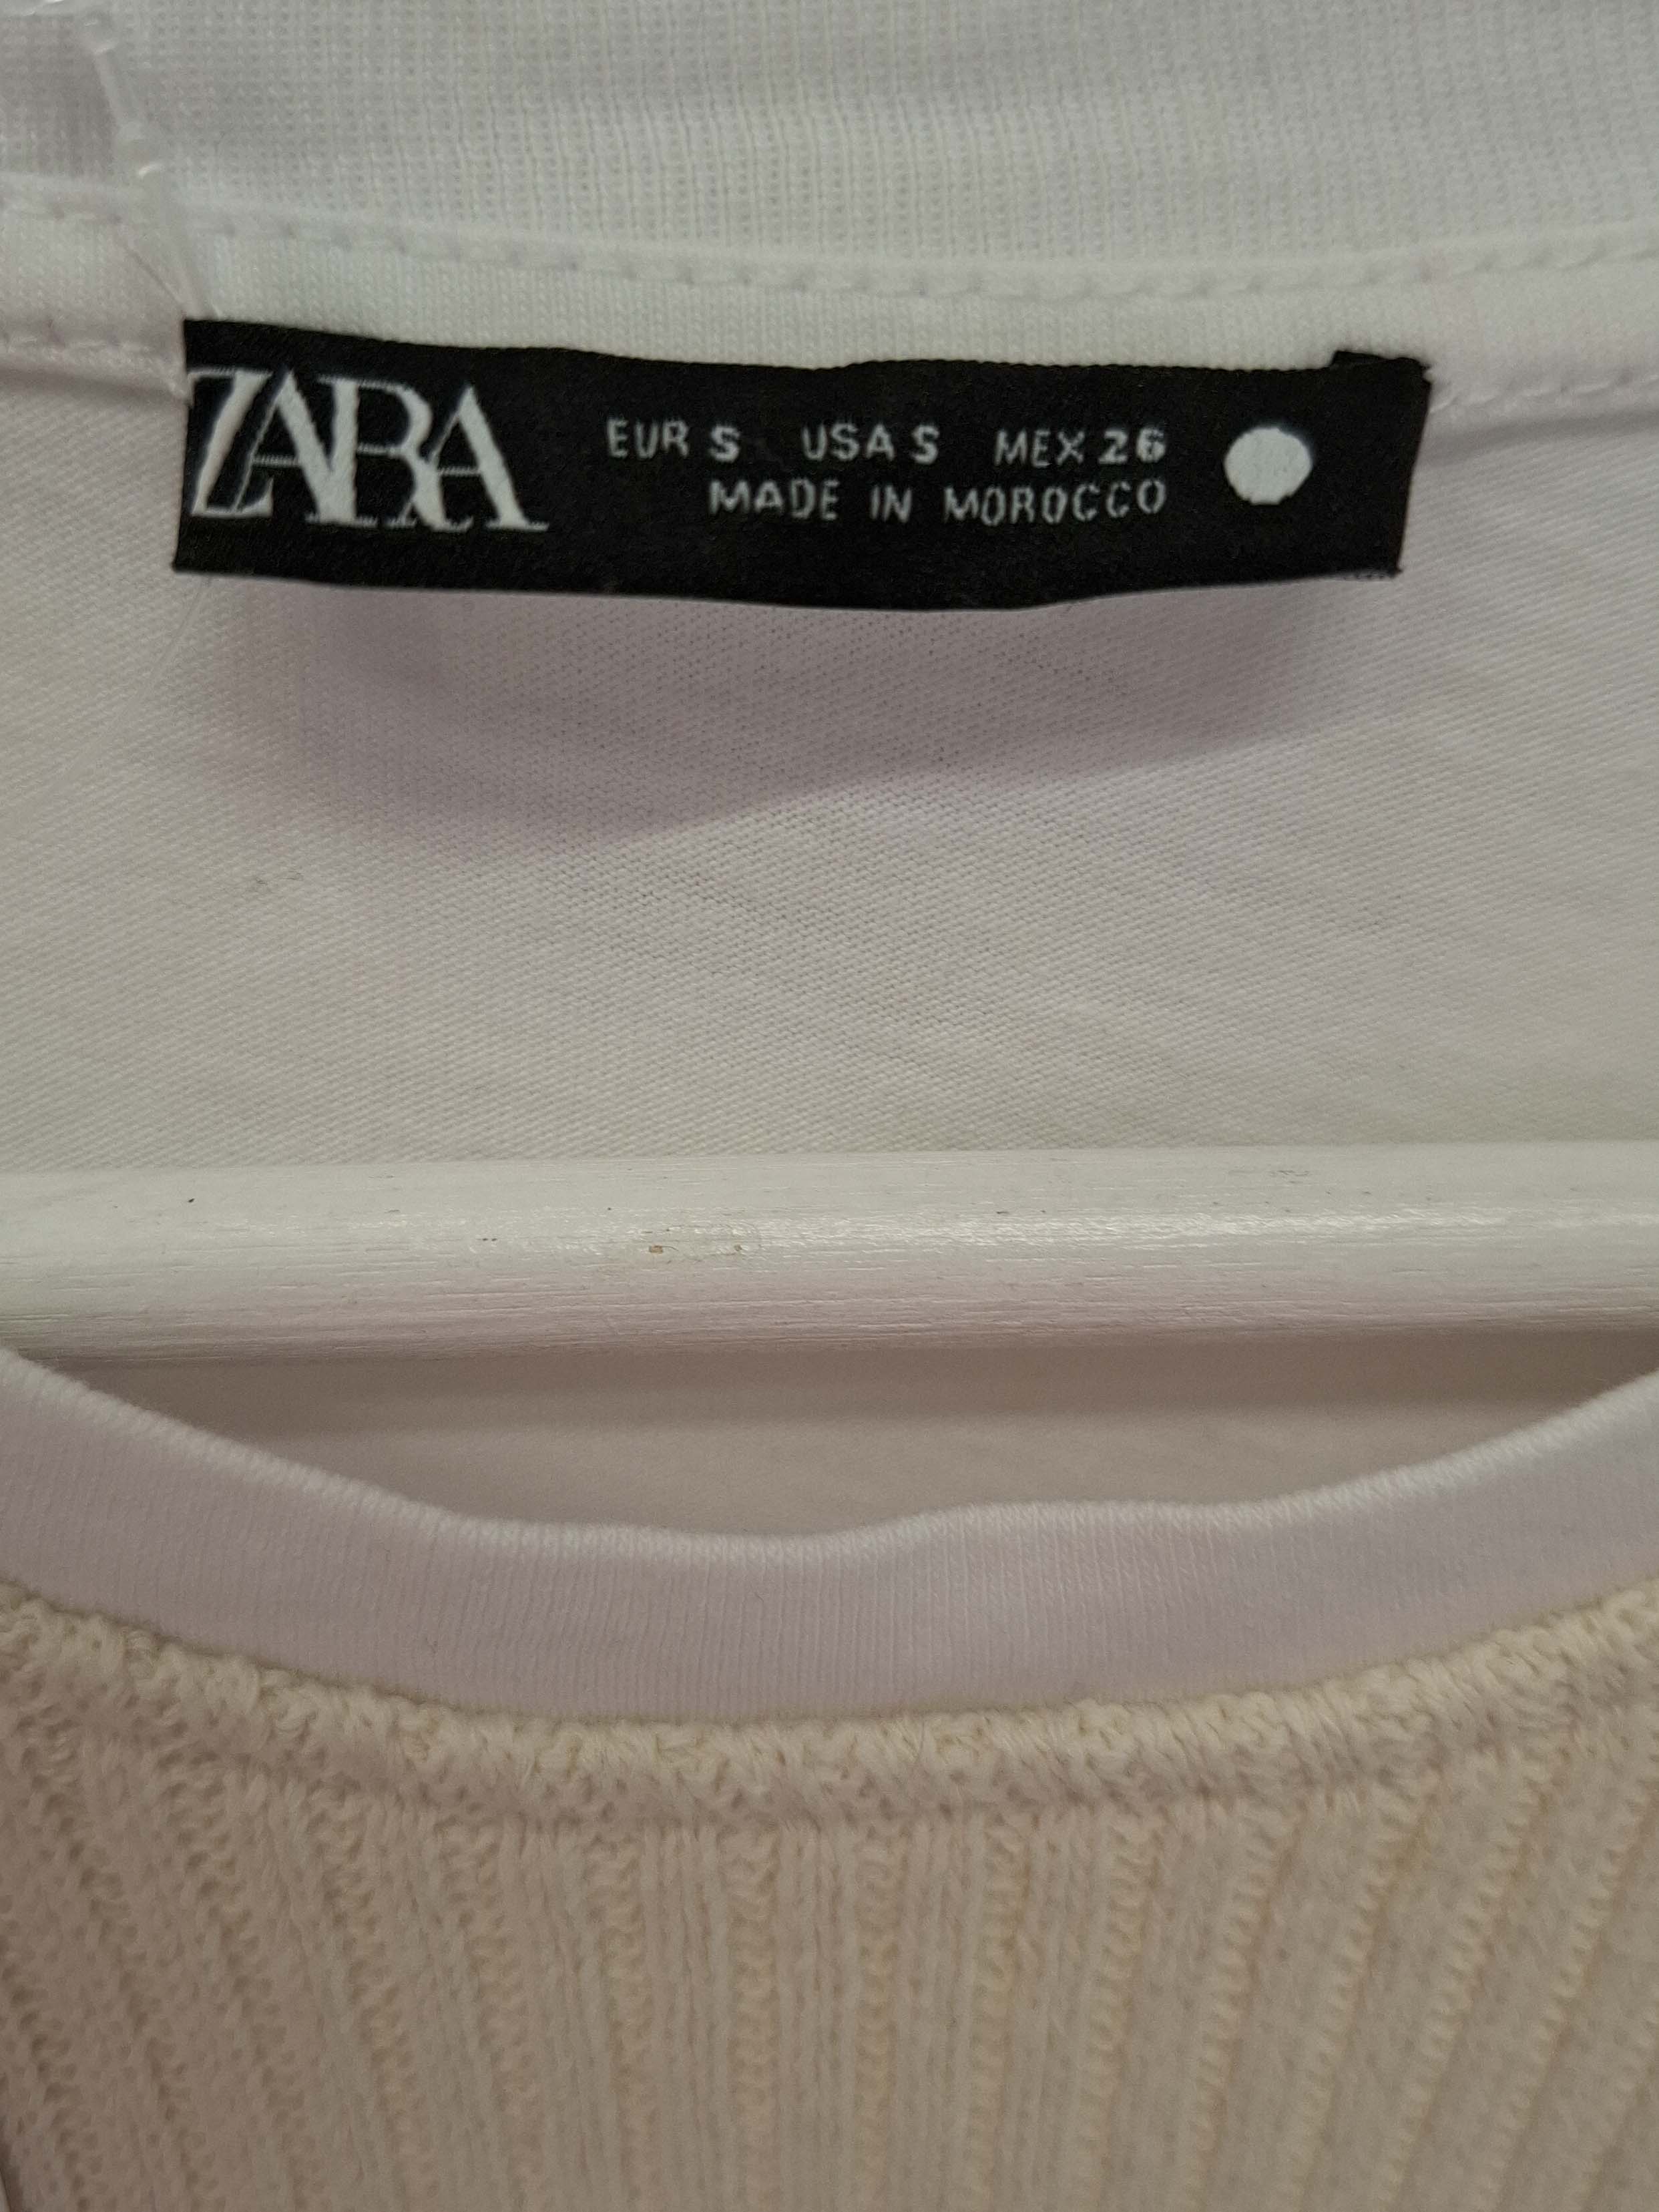 ZARA
EUR S USA S MEX 26
MADE IN MOROCCO